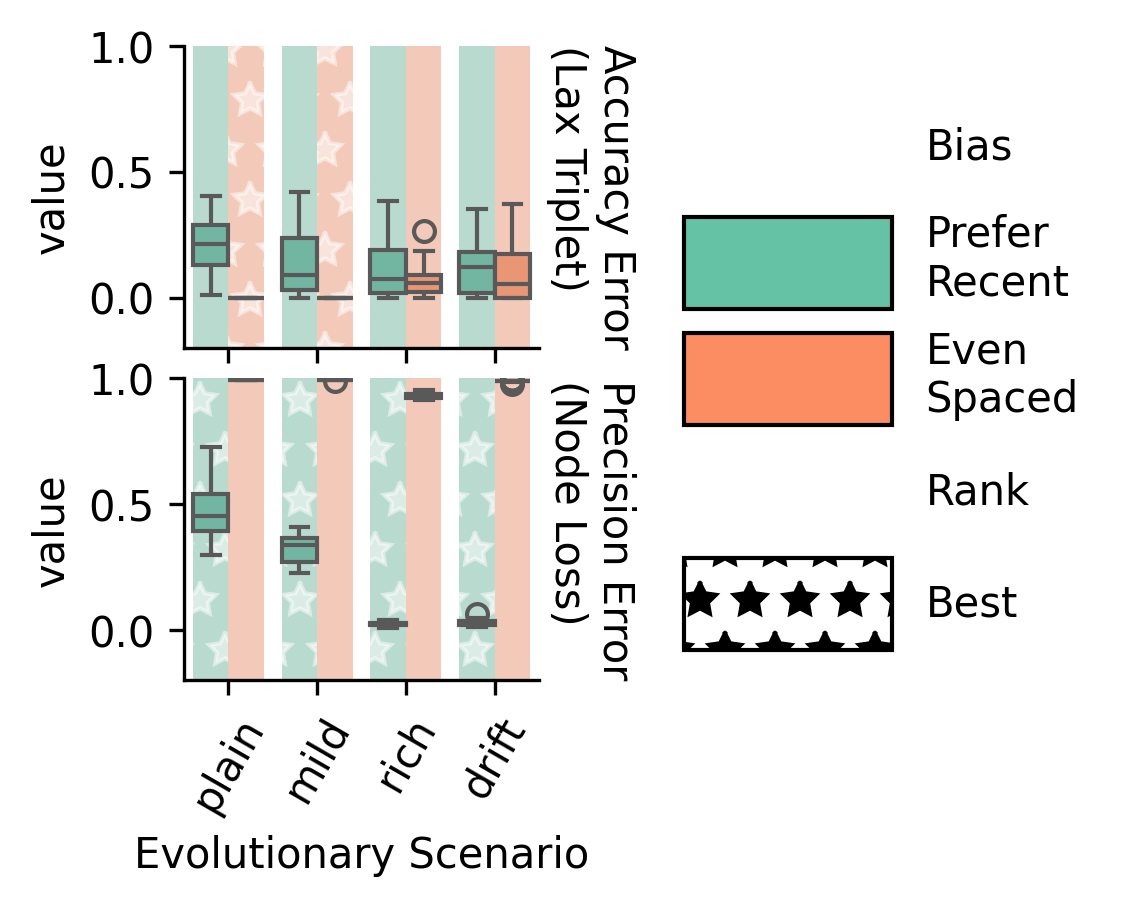 1.0
0.5
0.0
value
Accuracy Error
(Lax Triplet)
1.0
0.5
0.0
value
Precision Error
(Node Loss)
plain
mild
rich
drift
Evolutionary Scenario
Bias
Prefer
Recent
Even
Spaced
Rank
Best